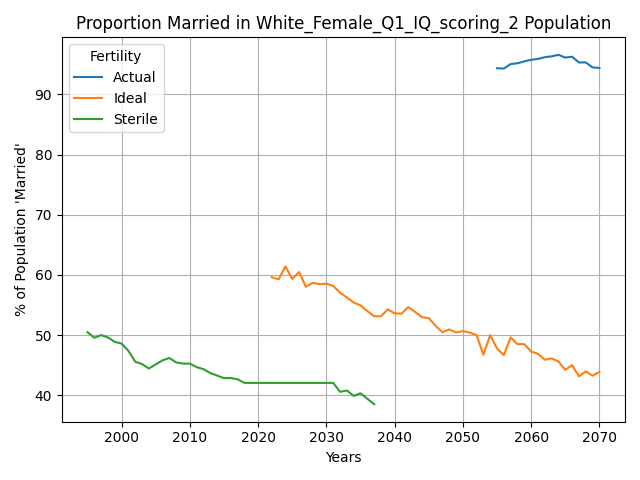 Proportion Married in White_Female_Q1_IQ_scoring_2 Population
Fertility
Actual
Ideal
Sterile
% of Population 'Married'
90
80
70
60
50
40
2000 2010 2020 2030 2040 2050 2060 2070
Years